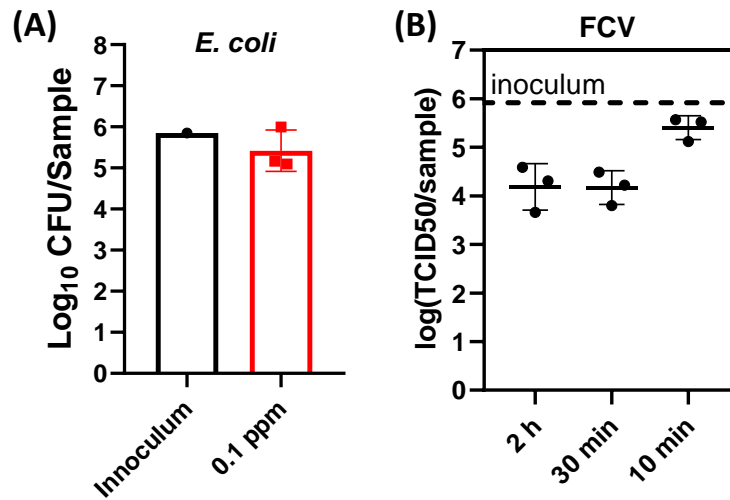 (A)
E. coli
Log10 CFU/Sample
8
7
6
5
4
3
2
1
0
Innoculum
0.1 ppm
(B)
FCV
log(TCID50/sample)
7
6
5
4
3
2
1
0
inoculum
2 h
30 min
10 min